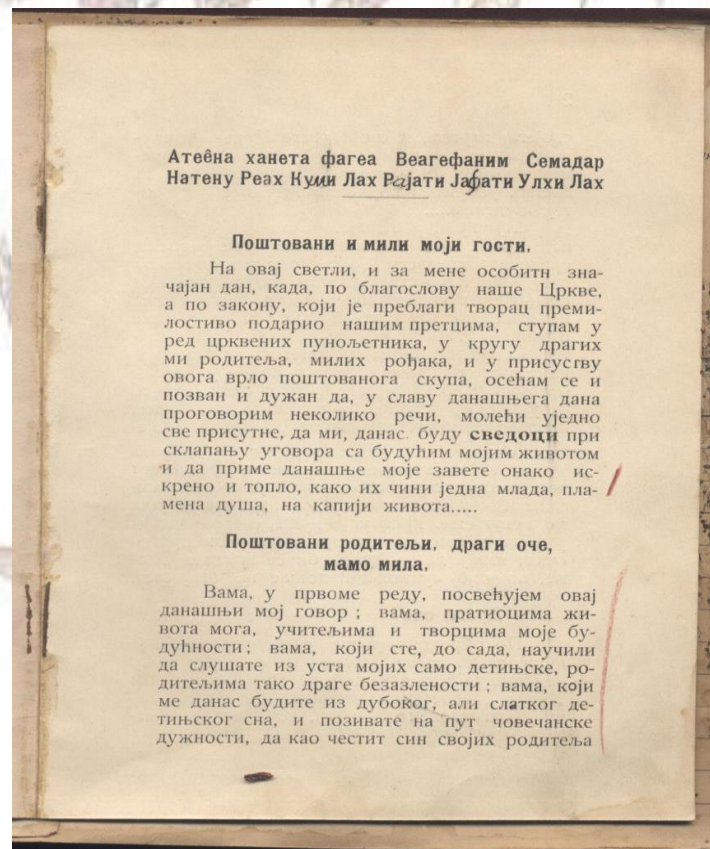 Атеêна ханета фагеа Веагефаним Семадар
Натену Реах Куми Лах Рајати Јафати Улхи Лах
Поштовани и мили моји гости,
На овај светли, и за мене особитн зна-
чајан дан, када, по благослову наше Цркве,
а по закону, који је преблаги творац преми-
лостиво подарио нашим претцима, ступам у
ред црквених пунољетника, у кругу драгих
ми родитеља, милих рођака, и у присуству
овога врло поштованога скупа, осећам се и
позван и дужан да, у славу данашњега дана
проговорим неколико речи, молећи уједно
све присутне, да ми, данас буду сведоци при
склапању уговора са будућим мојим животом
и да приме данашње моје завете онако ис-
крено и топло, како их чини једна млада, пла-
мена душа, на капији живота.....
Поштовани родитељи, драги оче,
мамо мила,
Вама, у првоме реду, посвећујем овај
данашњи мој говор ; вама, пратиоцима жи-
вота мога, учитељима и творцима моје бу-
дућности ; вама, који сте, до сада, научили
да слушате из уста мојих само детињске, ро-
дитељима тако драге безазлености ; вама, који
ме данас будите из дубоког, али слатког де-
тињског сна, и позивате на пут човечанске
дужности, да као честит син својих родитеља